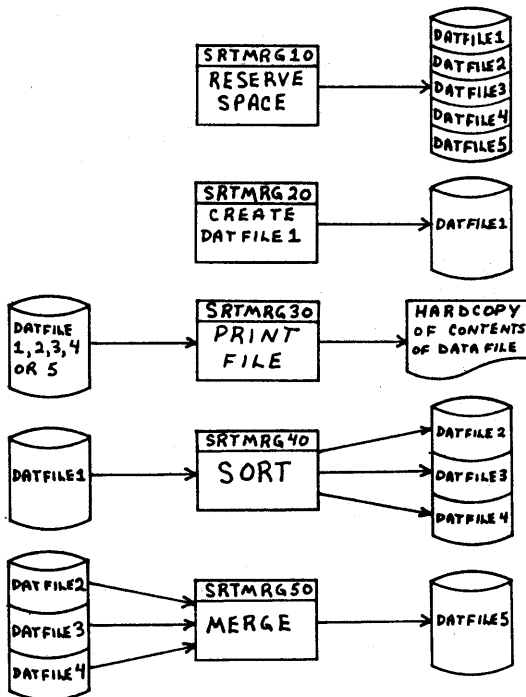 SRTMRG10
RESERVE
SPACE
DATFILE1
DATFILE2
DATFILE3
DATFILE4
DATFILE5
SRTMRG20
CREATE
DATFILE1
DATFILE1
DATFILE
1,2,3,4
OR 5
SRTMRG30
PRINT
FILE
HARDCOPY
OF CONTENTS
OF DATA FILE
DATFILE1
SRTMRG40
SORT
DATFILE2
DATFILE3
DATFILE4
DATFILE2
DATFILE3
DATFILE4
SRTMRG50
MERGE
DATFILE5